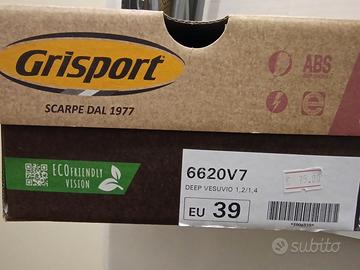 Grisport
SCARPE DAL 1977
ABS
ECOFRIENDLY
VISION
6620V7
DEEP VESUVIO 1,2/1,4
EU 39
subito